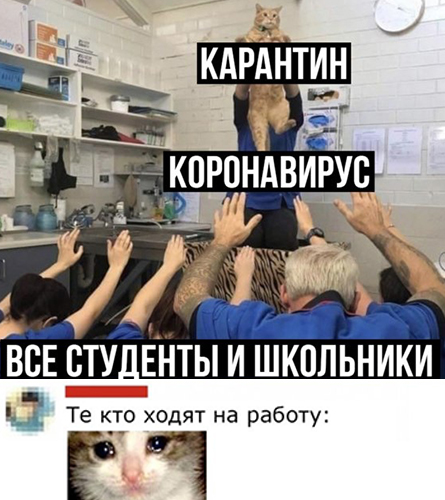 КАРАНТИН
КОРОНАВИРУС
ВСЕ СТУДЕНТЫ И ШКОЛЬНИКИ
Те кто ходят на работу: